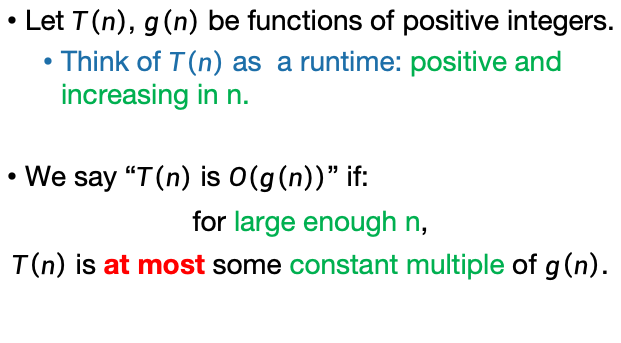 • Let T(n), g(n) be functions of positive integers.
• Think of T(n) as a runtime: positive and
increasing in n.
• We say “T(n) is O(g(n))” if:
for large enough n,
T(n) is at most some constant multiple of g(n).